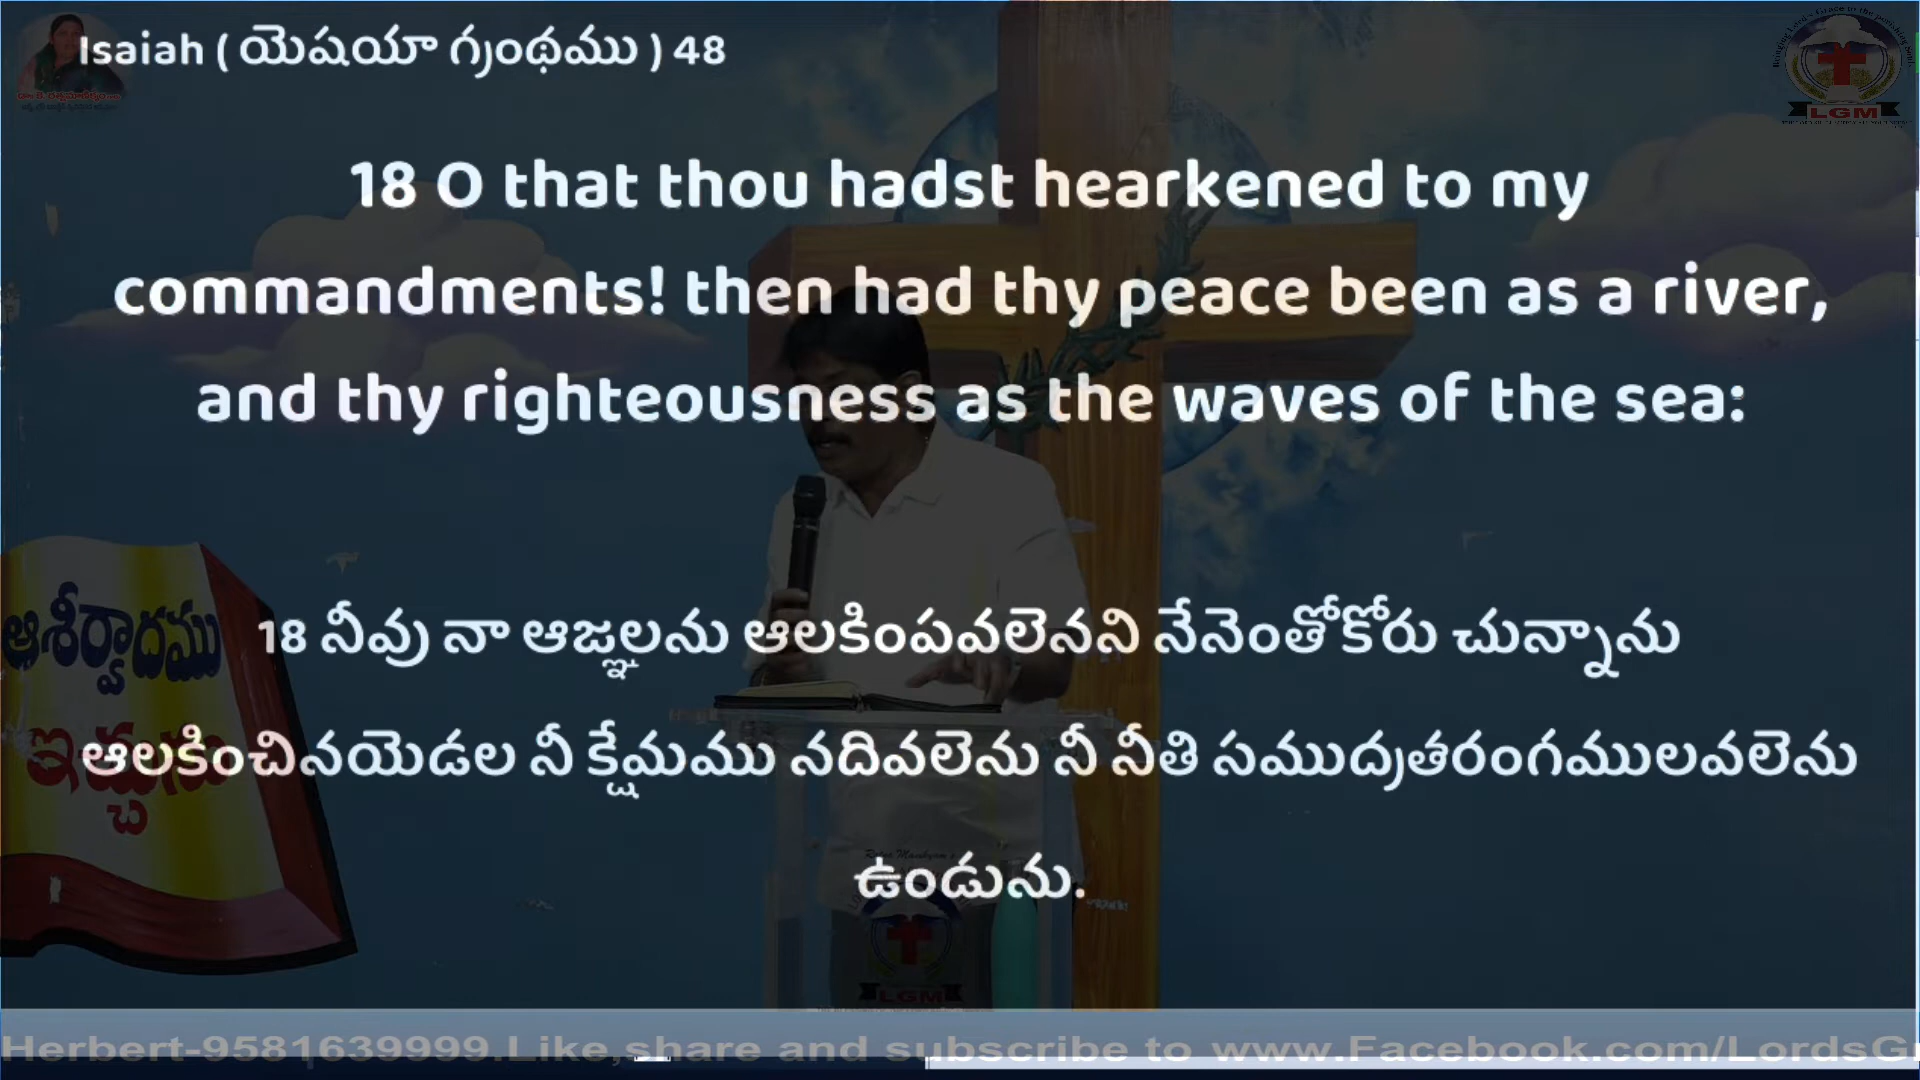 Isaiah ( యెషయా గ్రంథము ) 48
18 O that thou hadst hearkened to my
commandments! then had thy peace been as a river,
and thy righteousness as the waves of the sea:
18 నీవు నా ఆజ్ఞలను ఆలకింపవలెనని నేనెంతోకోరు చున్నాను
ఆలకించినయెడల నీ క్షేమము నదివలెను నీ నీతి సముద్రతరంగములవలెను
ఉండును.
ఆశీర్వాదము
ఇచ్చును
LGM
LGM
Herbert-9581639999.Like,share and subscribe to www.Facebook.com/LordsG